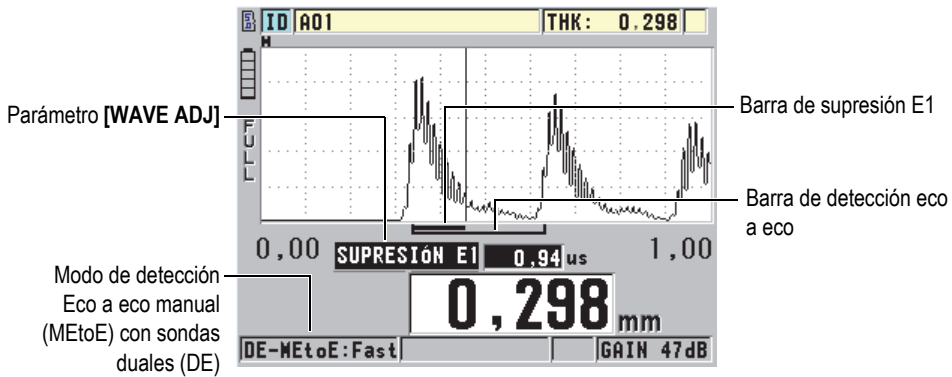 ID A01 THK: 0.298
M
FULL
Parámetro [WAVE ADJ]
Barra de supresión E1
Barra de detección eco
a eco
0,00 SUPRESIÓN E1 0,94 us 1,00
Modo de detección
Eco a eco manual
(MEtoE) con sondas
duales (DE)
0,298 mm
DE-MEtoE:Fast GAIN 47dB